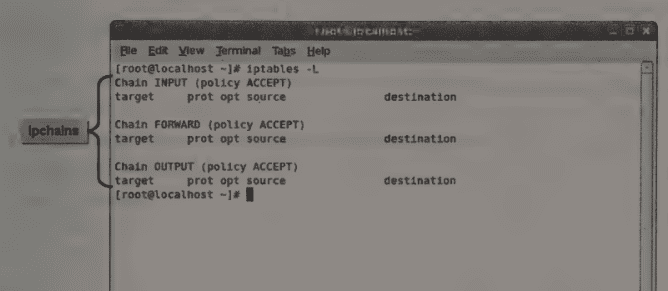 root@localhost:~
File Edit View Terminal Tabs Help
[root@localhost ~]# iptables -L
Chain INPUT (policy ACCEPT)
target prot opt source destination
Chain FORWARD (policy ACCEPT)
target prot opt source destination
ipchains
Chain OUTPUT (policy ACCEPT)
target prot opt source destination
[root@localhost ~]#